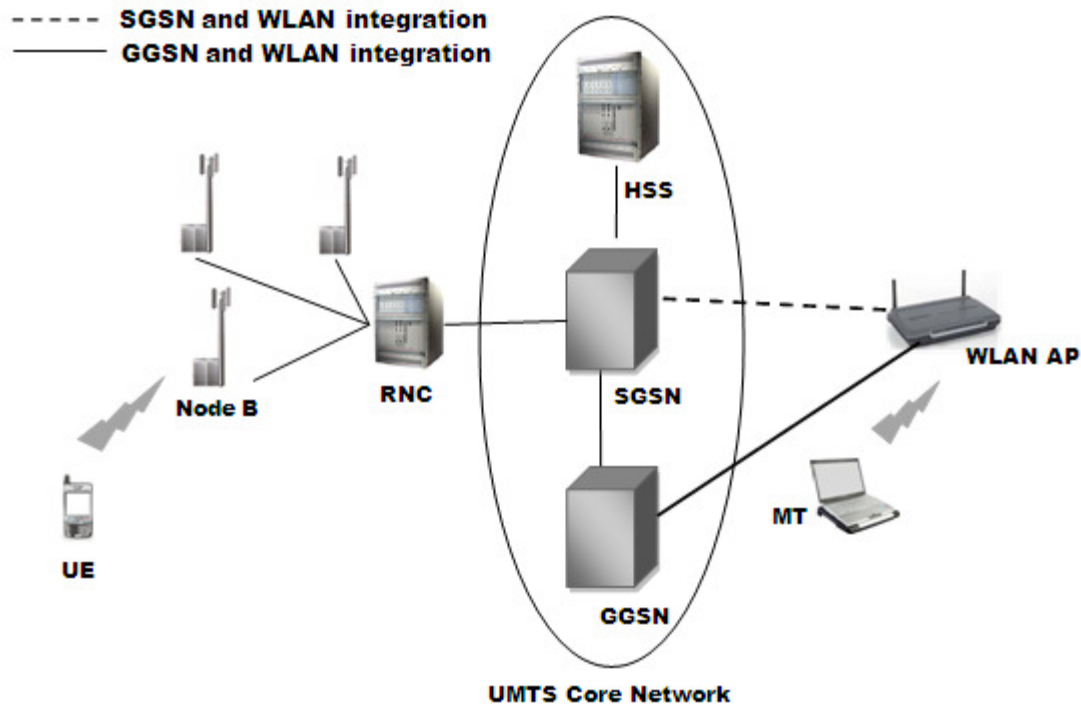 SGSN and WLAN integration
GGSN and WLAN integration
HSS
WLAN AP
RNC
SGSN
Node B
MT
UE
GGSN
UMTS Core Network